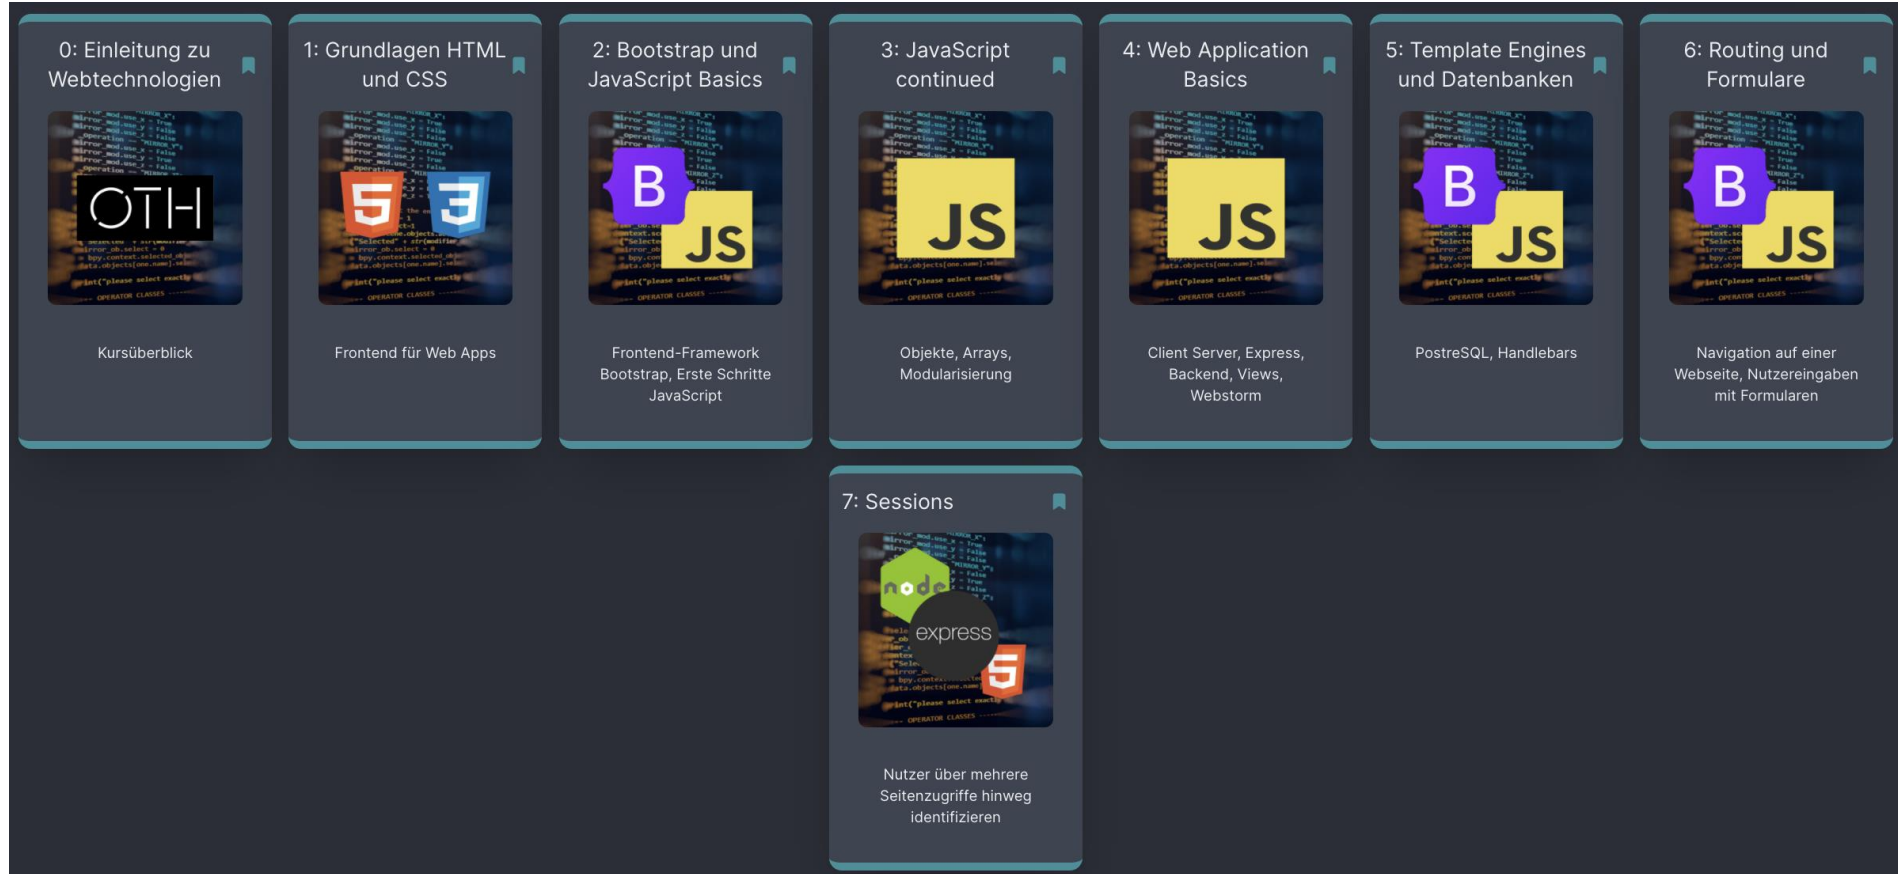 0: Einleitung zu
Webtechnologien
OTH
Kursüberblick
1: Grundlagen HTML
und CSS
5
3
Frontend für Web Apps
2: Bootstrap und
JavaScript Basics
B
JS
Frontend-Framework
Bootstrap, Erste Schritte
JavaScript
3: JavaScript
continued
JS
Objekte, Arrays,
Modularisierung
4: Web Application
Basics
JS
Client Server, Express,
Backend, Views,
Webstorm
5: Template Engines
und Datenbanken
B
JS
PostreSQL, Handlebars
6: Routing und
Formulare
B
JS
Navigation auf einer
Webseite, Nutzereingaben
mit Formularen
7: Sessions
node
express
5
Nutzer über mehrere
Seitenzugriffe hinweg
identifizieren